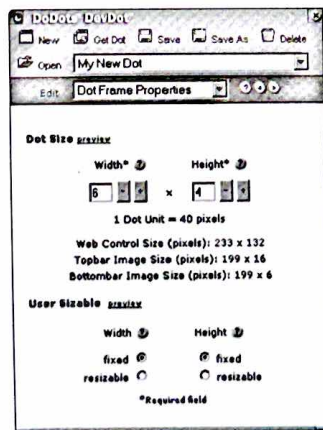 DoDots DevDot
New Get Dot Save Save As Delete
Open My New Dot
Edit Dot Frame Properties
Dot Size preview
Width* ? Height* ?
6 - + x 4 - +
1 Dot Unit = 40 pixels
Web Control Size (pixels): 233 x 132
Topbar Image Size (pixels): 199 x 16
Bottombar Image Size (pixels): 199 x 6
User Sizable preview
Width ? Height ?
fixed fixed
resizable resizable
*Required field